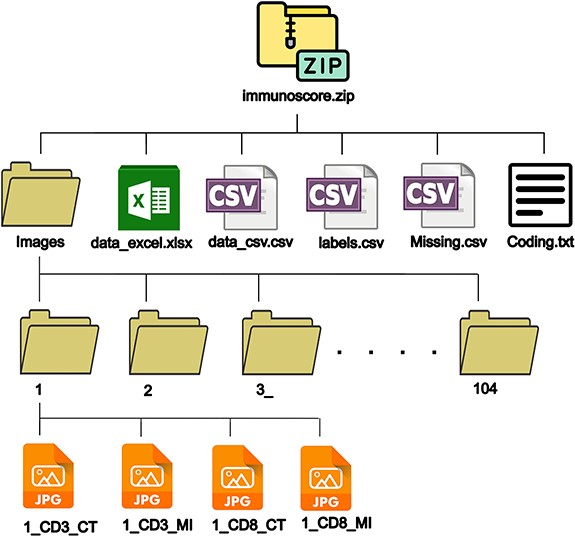 ZIP
immunoscore.zip
X
CSV
CSV
CSV
Images
data_excel.xlsx
data_csv.csv
labels.csv
Missing.csv
Coding.txt
1
2
3_
104
JPG
JPG
JPG
JPG
1_CD3_CT
1_CD3_MI
1_CD8_CT
1_CD8_MI